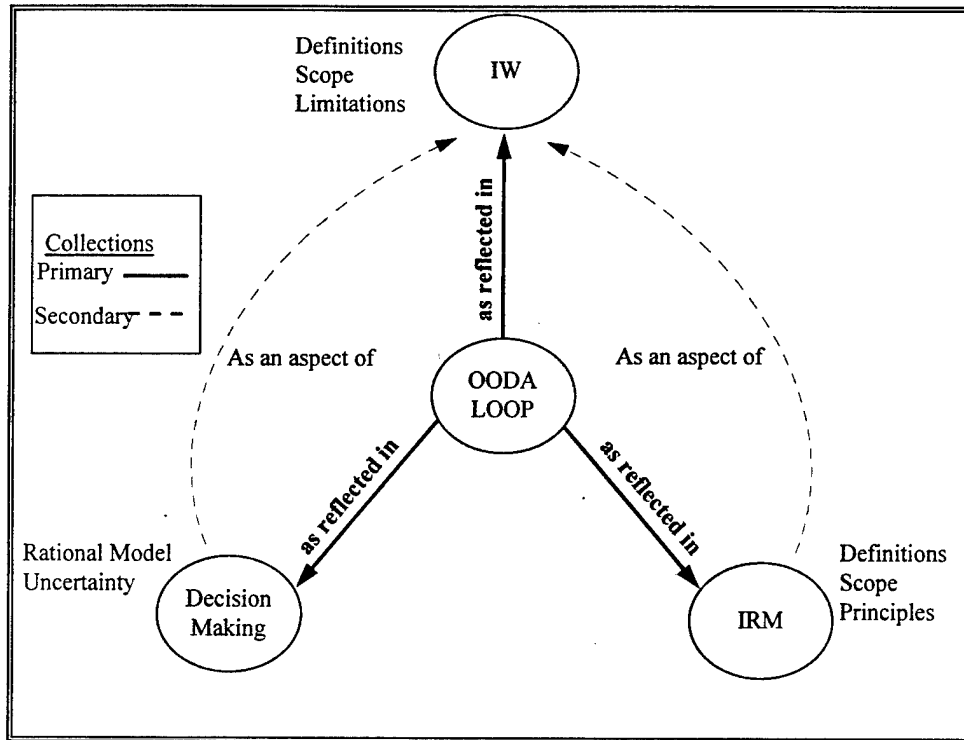 Definitions
Scope
Limitations
IW
Collections
Primary
Secondary
as reflected in
As an aspect of
As an aspect of
OODA
LOOP
as reflected in
as reflected in
Rational Model
Uncertainty
Decision
Making
IRM
Definitions
Scope
Principles